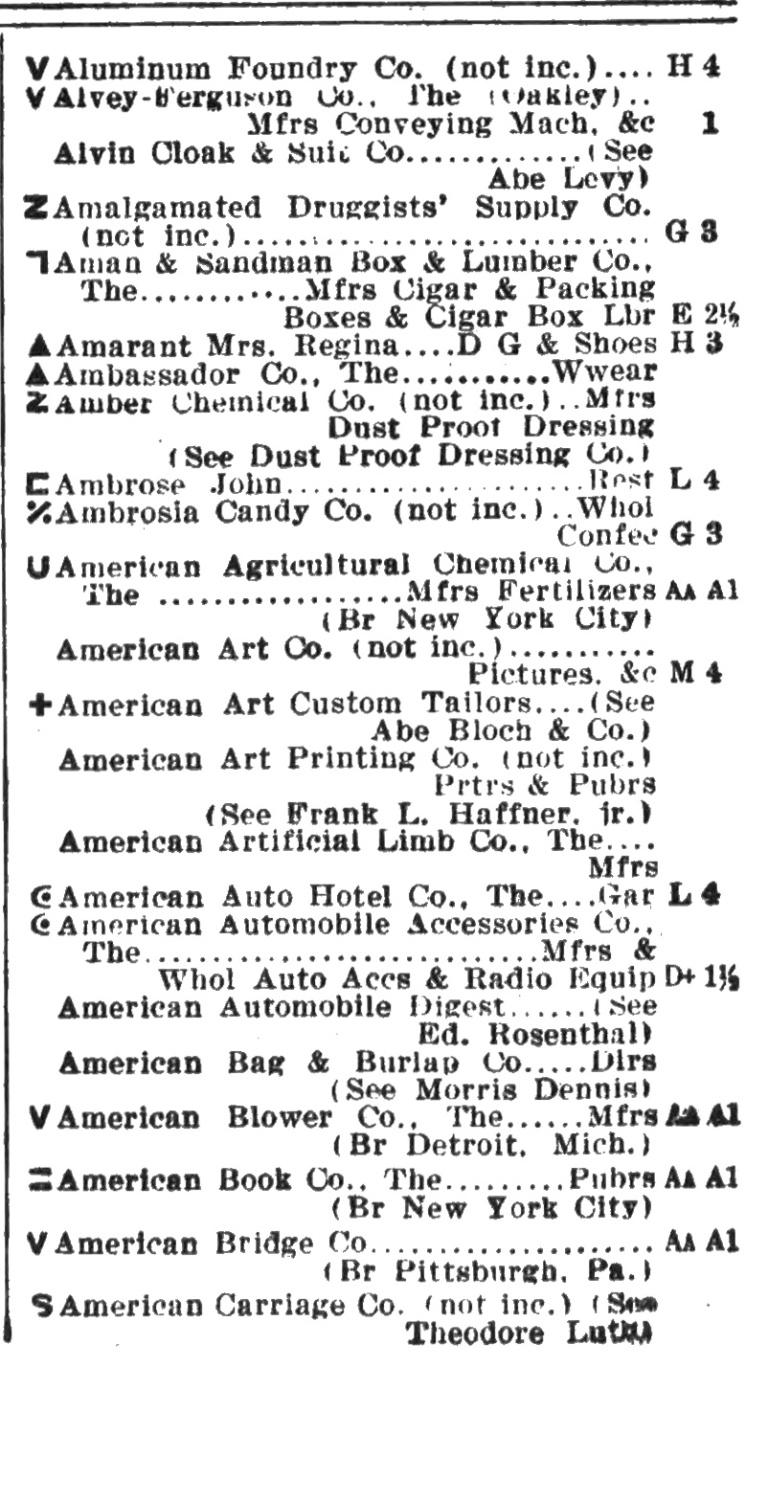 V Aluminum Foundry Co. (not inc.).... H 4
V Alvey-Ferguson Co., The (Oakley)..
Mfrs Conveying Mach, &c 1
Alvin Cloak & Suit Co.............(See
Abe Levy)
Z Amalgamated Druggists' Supply Co.
(not inc.).............................. G 3
ꓶ Aman & Sandman Box & Lumber Co.,
The............Mfrs Cigar & Packing
Boxes & Cigar Box Lbr E 2½
▲ Amarant Mrs. Regina....D G & Shoes H 3
▲ Ambassador Co., The...........Wwear
Z Amber Chemical Co. (not inc.)..Mfrs
Dust Proof Dressing
(See Dust Proof Dressing Co.)
⊏ Ambrose John......................Rest L 4
⁒ Ambrosia Candy Co. (not inc.)..Whol
Confec G 3
U American Agricultural Chemical Co.,
The ..................Mfrs Fertilizers AA A1
(Br New York City)
American Art Co. (not inc.)...........
Pictures, &c M 4
+ American Art Custom Tailors....(See
Abe Bloch & Co.)
American Art Printing Co. (not inc.)
Prtrs & Pubrs
(See Frank L. Haffner, jr.)
American Artificial Limb Co., The....
Mfrs
American Auto Hotel Co., The....Gar L 4
American Automobile Accessories Co.,
The.............................Mfrs &
Whol Auto Accs & Radio Equip D+ 1½
American Automobile Digest......(See
Ed. Rosenthal)
American Bag & Burlap Co.....Dlrs
(See Morris Dennis)
V American Blower Co., The......Mfrs AA A1
(Br Detroit, Mich.)
American Book Co., The.........Pubrs AA A1
(Br New York City)
V American Bridge Co..................... AA A1
(Br Pittsburgh, Pa.)
S American Carriage Co. (not inc.) (See
Theodore